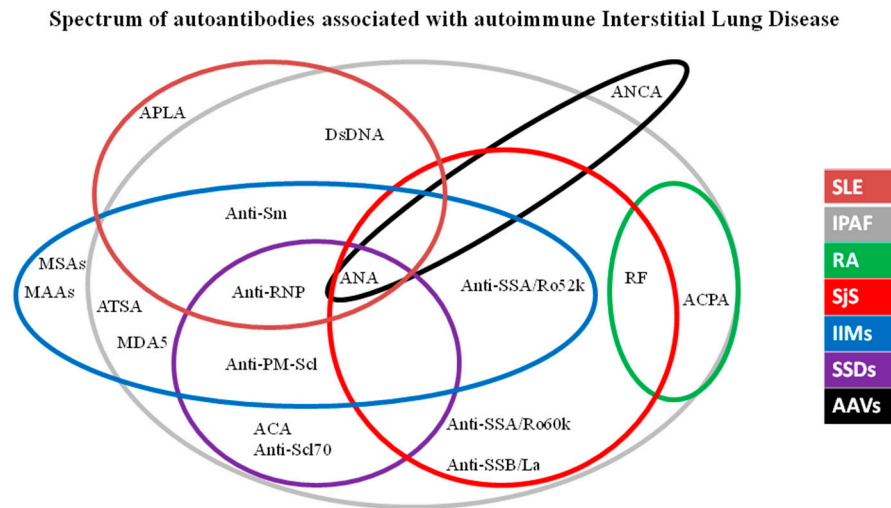 Spectrum of autoantibodies associated with autoimmune Interstitial Lung Disease
ANCA
APLA
DsDNA
Anti-Sm
MSAs
MAAs
ATSA
MDA5
Anti-RNP
ANA
Anti-SSA/Ro52k
RF
ACPA
Anti-PM-Scl
ACA
Anti-Scl70
Anti-SSA/Ro60k
Anti-SSB/La
SLE
IPAF
RA
SjS
IIMs
SSDs
AAVs